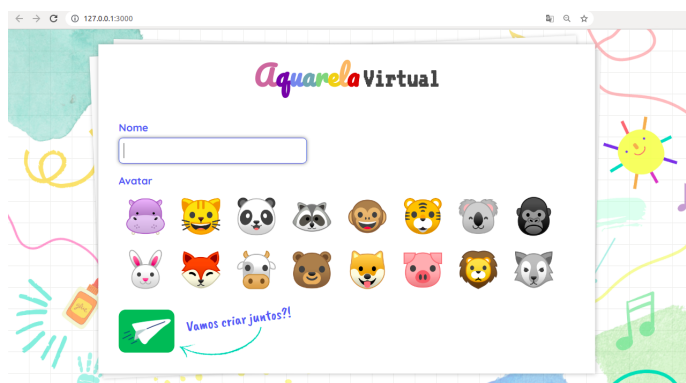 127.0.0.1:3000
Aquarela Virtual
Nome
Avatar
Vamos criar juntos?!